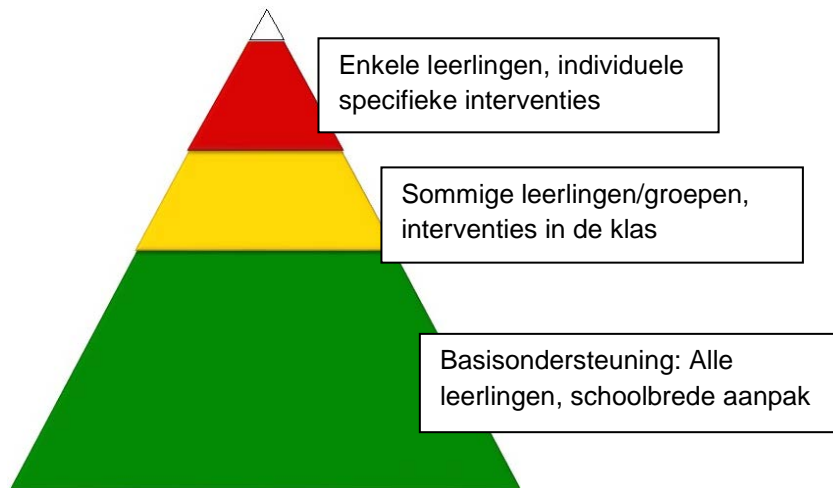 Enkele leerlingen, individuele
specifieke interventies
Sommige leerlingen/groepen,
interventies in de klas
Basisondersteuning: Alle
leerlingen, schoolbrede aanpak